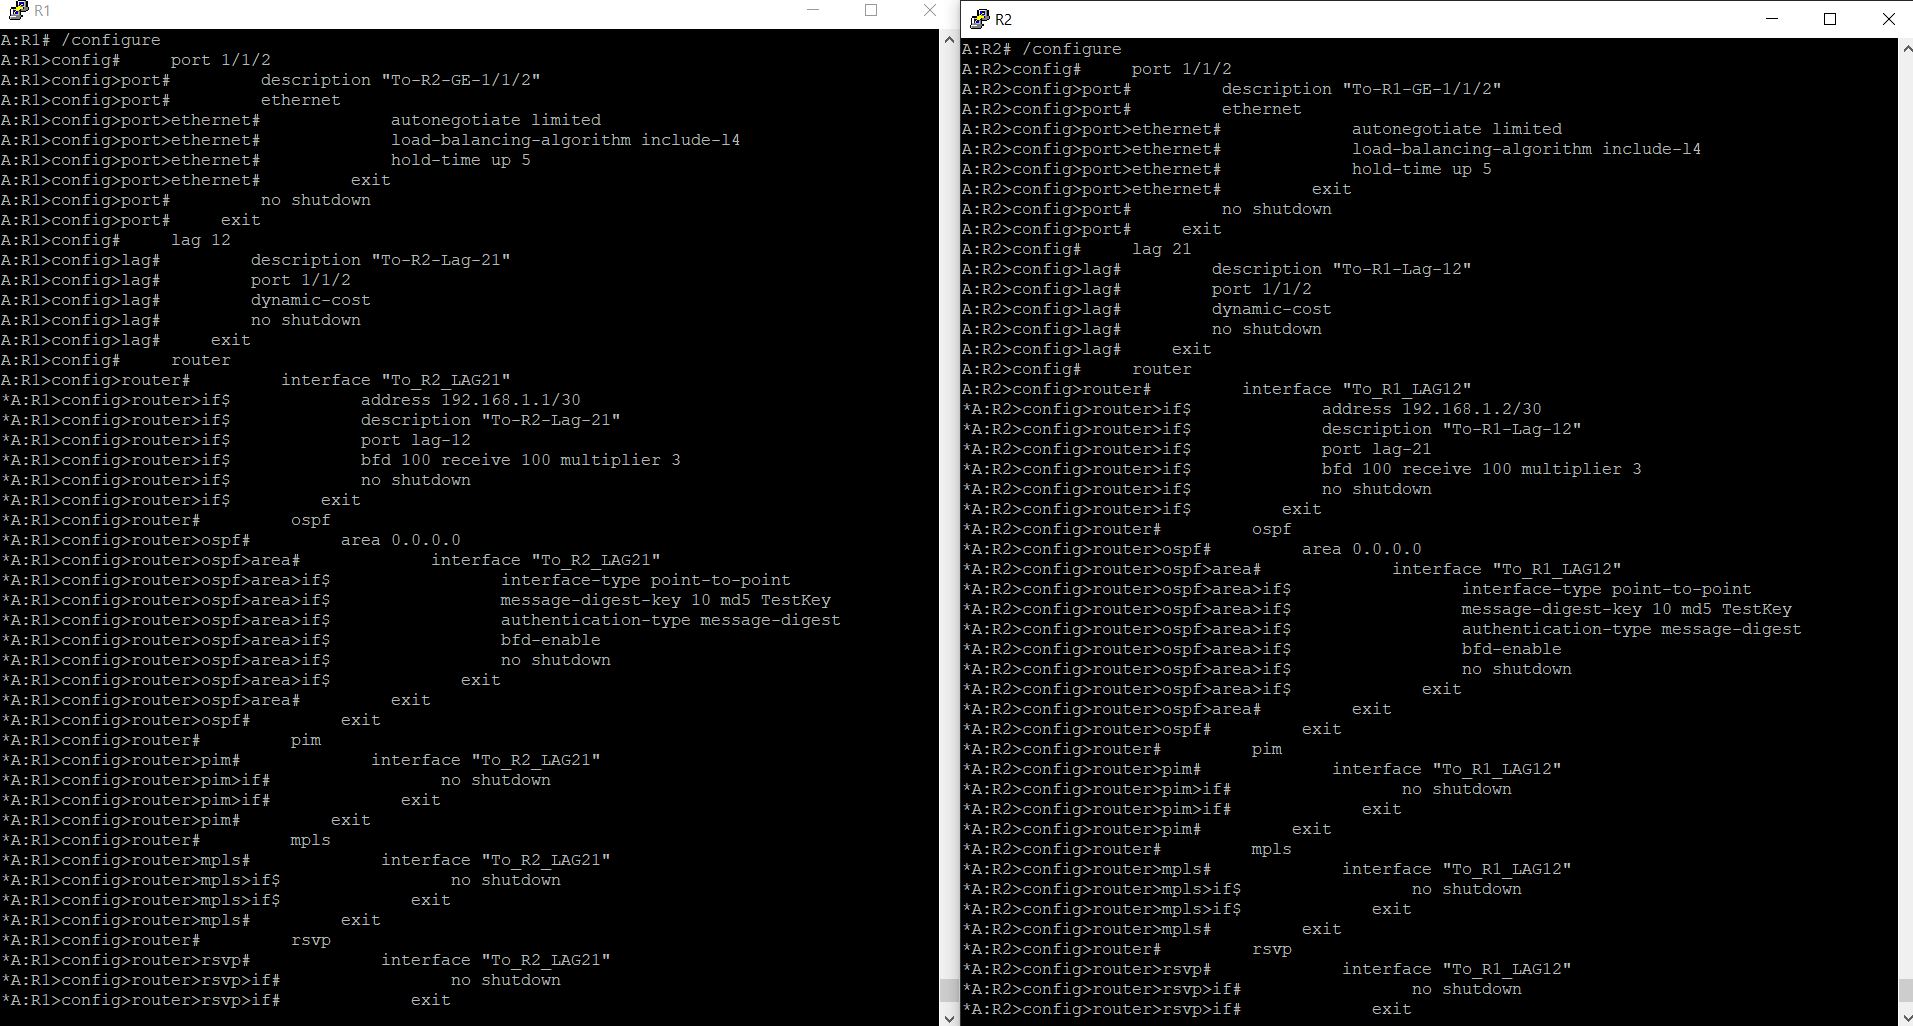 R1
A:R1# /configure
A:R1>config#     port 1/1/2
A:R1>config>port#         description "To-R2-GE-1/1/2"
A:R1>config>port#         ethernet
A:R1>config>port>ethernet#             autonegotiate limited
A:R1>config>port>ethernet#             load-balancing-algorithm include-l4
A:R1>config>port>ethernet#             hold-time up 5
A:R1>config>port>ethernet#         exit
A:R1>config>port#         no shutdown
A:R1>config>port#     exit
A:R1>config#     lag 12
A:R1>config>lag#         description "To-R2-Lag-21"
A:R1>config>lag#         port 1/1/2
A:R1>config>lag#         dynamic-cost
A:R1>config>lag#         no shutdown
A:R1>config>lag#     exit
A:R1>config#     router
A:R1>config>router#         interface "To_R2_LAG21"
*A:R1>config>router>if$             address 192.168.1.1/30
*A:R1>config>router>if$             description "To-R2-Lag-21"
*A:R1>config>router>if$             port lag-12
*A:R1>config>router>if$             bfd 100 receive 100 multiplier 3
*A:R1>config>router>if$             no shutdown
*A:R1>config>router>if$         exit
*A:R1>config>router#         ospf
*A:R1>config>router>ospf#         area 0.0.0.0
*A:R1>config>router>ospf>area#             interface "To_R2_LAG21"
*A:R1>config>router>ospf>area>if$                 interface-type point-to-point
*A:R1>config>router>ospf>area>if$                 message-digest-key 10 md5 TestKey
*A:R1>config>router>ospf>area>if$                 authentication-type message-digest
*A:R1>config>router>ospf>area>if$                 bfd-enable
*A:R1>config>router>ospf>area>if$                 no shutdown
*A:R1>config>router>ospf>area>if$             exit
*A:R1>config>router>ospf>area#         exit
*A:R1>config>router>ospf#         exit
*A:R1>config>router#         pim
*A:R1>config>router>pim#             interface "To_R2_LAG21"
*A:R1>config>router>pim>if#                 no shutdown
*A:R1>config>router>pim>if#             exit
*A:R1>config>router>pim#         exit
*A:R1>config>router#         mpls
*A:R1>config>router>mpls#             interface "To_R2_LAG21"
*A:R1>config>router>mpls>if$                 no shutdown
*A:R1>config>router>mpls>if$             exit
*A:R1>config>router>mpls#         exit
*A:R1>config>router#         rsvp
*A:R1>config>router>rsvp#             interface "To_R2_LAG21"
*A:R1>config>router>rsvp>if#                 no shutdown
*A:R1>config>router>rsvp>if#             exit
R2
A:R2# /configure
A:R2>config#     port 1/1/2
A:R2>config>port#         description "To-R1-GE-1/1/2"
A:R2>config>port#         ethernet
A:R2>config>port>ethernet#             autonegotiate limited
A:R2>config>port>ethernet#             load-balancing-algorithm include-l4
A:R2>config>port>ethernet#             hold-time up 5
A:R2>config>port>ethernet#         exit
A:R2>config>port#         no shutdown
A:R2>config>port#     exit
A:R2>config#     lag 21
A:R2>config>lag#         description "To-R1-Lag-12"
A:R2>config>lag#         port 1/1/2
A:R2>config>lag#         dynamic-cost
A:R2>config>lag#         no shutdown
A:R2>config>lag#     exit
A:R2>config#     router
A:R2>config>router#         interface "To_R1_LAG12"
*A:R2>config>router>if$             address 192.168.1.2/30
*A:R2>config>router>if$             description "To-R1-Lag-12"
*A:R2>config>router>if$             port lag-21
*A:R2>config>router>if$             bfd 100 receive 100 multiplier 3
*A:R2>config>router>if$             no shutdown
*A:R2>config>router>if$         exit
*A:R2>config>router#         ospf
*A:R2>config>router>ospf#         area 0.0.0.0
*A:R2>config>router>ospf>area#             interface "To_R1_LAG12"
*A:R2>config>router>ospf>area>if$                 interface-type point-to-point
*A:R2>config>router>ospf>area>if$                 message-digest-key 10 md5 TestKey
*A:R2>config>router>ospf>area>if$                 authentication-type message-digest
*A:R2>config>router>ospf>area>if$                 bfd-enable
*A:R2>config>router>ospf>area>if$                 no shutdown
*A:R2>config>router>ospf>area>if$             exit
*A:R2>config>router>ospf>area#         exit
*A:R2>config>router>ospf#         exit
*A:R2>config>router#         pim
*A:R2>config>router>pim#             interface "To_R1_LAG12"
*A:R2>config>router>pim>if#                 no shutdown
*A:R2>config>router>pim>if#             exit
*A:R2>config>router>pim#         exit
*A:R2>config>router#         mpls
*A:R2>config>router>mpls#             interface "To_R1_LAG12"
*A:R2>config>router>mpls>if$                 no shutdown
*A:R2>config>router>mpls>if$             exit
*A:R2>config>router>mpls#         exit
*A:R2>config>router#         rsvp
*A:R2>config>router>rsvp#             interface "To_R1_LAG12"
*A:R2>config>router>rsvp>if#                 no shutdown
*A:R2>config>router>rsvp>if#             exit